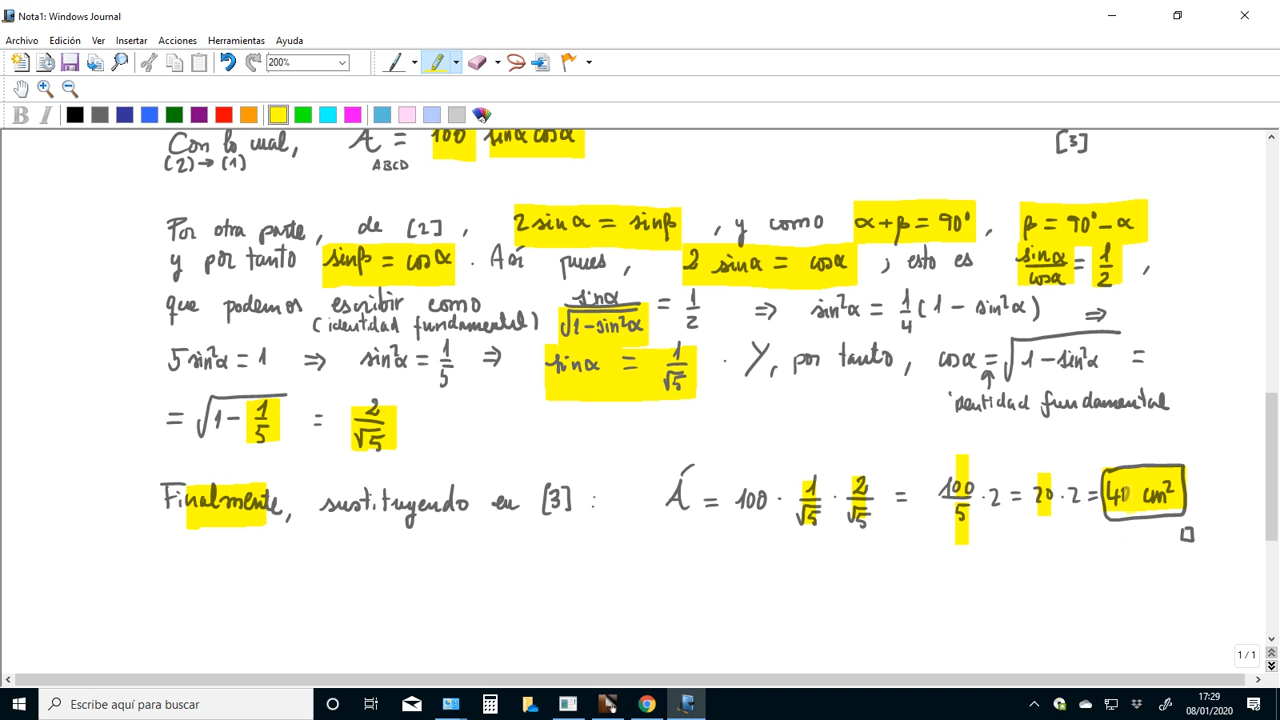 Nota1: Windows Journal
Archivo Edición Ver Insertar Acciones Herramientas Ayuda
200%
B I
Con lo cual, A = 100 sinα cosα [3]
(2)→(1) ABCD
Por otra parte, de [2], 2 sinα = sinβ, y como α+β = 90°, β = 90°-α
y por tanto sinβ = cosα. Así pues, 2 sinα = cosα; esto es sinα/cosα = 1/2,
que podemos escribir como (identidad fundamental) sinα/√(1-sin²α) = 1/2 ⇒ sin²α = 1/4 (1 - sin²α) ⇒
5 sin²α = 1 ⇒ sin²α = 1/5 ⇒ sinα = 1/√5. Y, por tanto, cosα = √(1-sin²α) =
identidad fundamental
= √(1-1/5) = 2/√5
Finalmente, sustituyendo en [3]: Á = 100 · 1/√5 · 2/√5 = 100/5 · 2 = 20 · 2 = 40 cm²
1 / 1
Escribe aquí para buscar
17:29
08/01/2020